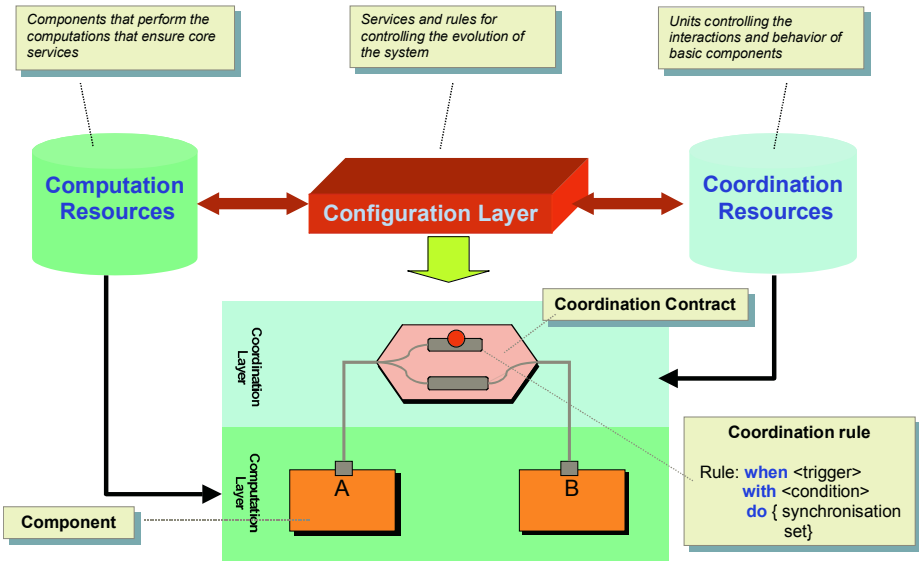 Components that perform the
computations that ensure core
services
Services and rules for
controlling the evolution of
the system
Units controlling the
interactions and behavior of
basic components
Computation
Resources
Configuration Layer
Coordination
Resources
Coordination Contract
Coordination
Layer
Computation
Layer
A
B
Component
Coordination rule
Rule: when <trigger>
with <condition>
do { synchronisation
set}